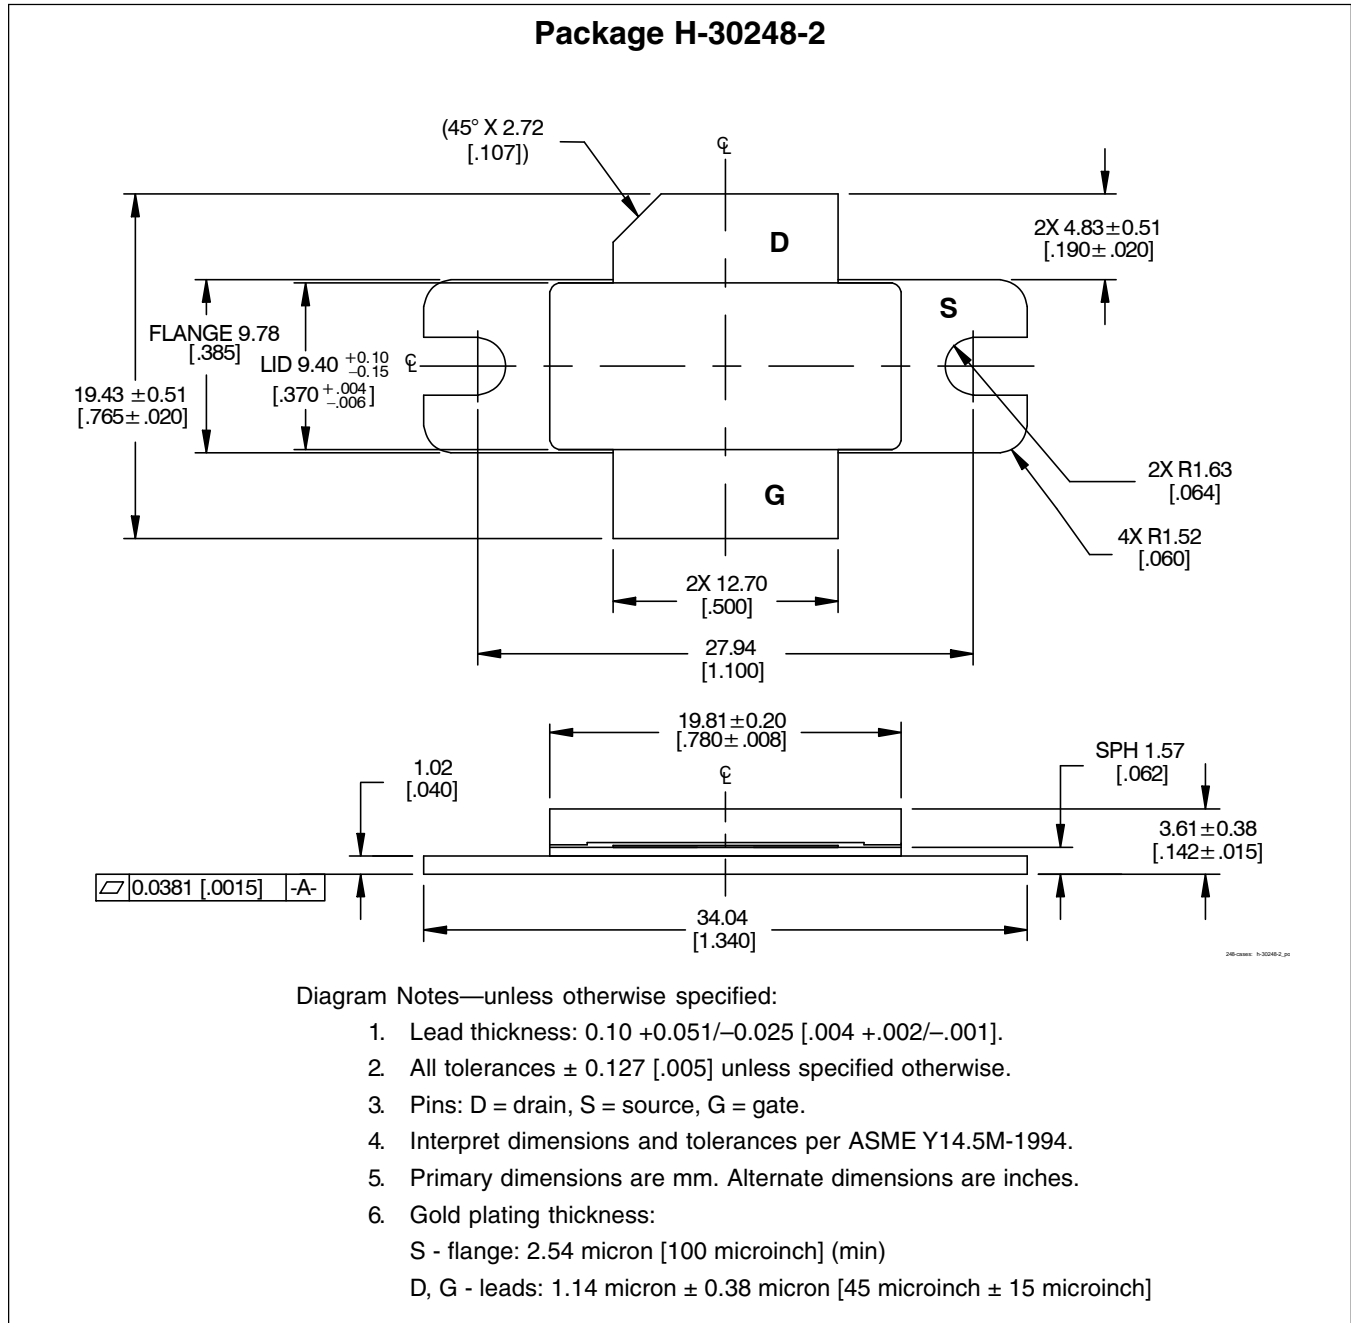 Package H-30248-2
(45° X 2.72
[.107])
℄
D
2X 4.83±0.51
[.190±.020]
S
FLANGE 9.78
[.385]
LID 9.40 +0.10 –0.15
℄
[.370 +.004 –.006]
19.43 ±0.51
[.765±.020]
G
2X R1.63
[.064]
4X R1.52
[.060]
2X 12.70
[.500]
27.94
[1.100]
19.81±0.20
[.780±.008]
℄
SPH 1.57
[.062]
1.02
[.040]
3.61±0.38
[.142±.015]
⏥ 0.0381 [.0015] -A-
34.04
[1.340]
248-cases: h-30248-2_po
Diagram Notes—unless otherwise specified:
1. Lead thickness: 0.10 +0.051/–0.025 [.004 +.002/–.001].
2. All tolerances ± 0.127 [.005] unless specified otherwise.
3. Pins: D = drain, S = source, G = gate.
4. Interpret dimensions and tolerances per ASME Y14.5M-1994.
5. Primary dimensions are mm. Alternate dimensions are inches.
6. Gold plating thickness:
S - flange: 2.54 micron [100 microinch] (min)
D, G - leads: 1.14 micron ± 0.38 micron [45 microinch ± 15 microinch]